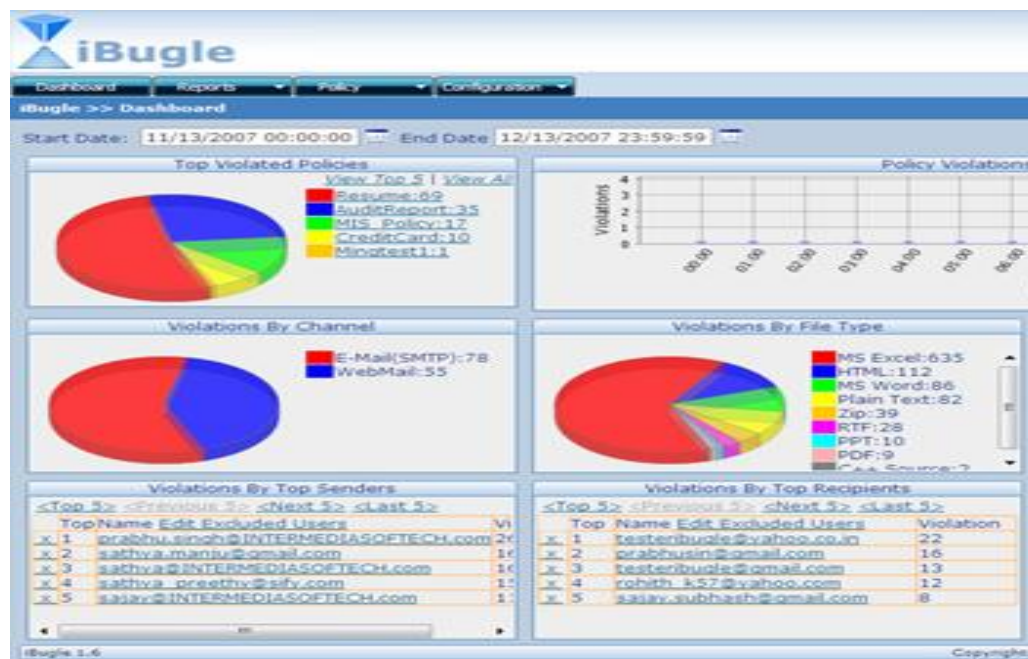 iBugle
Dashboard Reports Policy Configuration
iBugle >> Dashboard
Start Date: 11/13/2007 00:00:00 End Date 12/13/2007 23:59:59
Top Violated Policies
View Top 5 | View All
Resume:69
AuditReport:35
MIS_Policy:17
CreditCard:10
Mingtest1:1
Policy Violations
Violations
4
3
2
1
0
00:00 01:00 02:00 03:00 04:00 05:00 06:00
Violations By Channel
E-Mail(SMTP):78
WebMail:55
Violations By File Type
MS Excel:635
HTML:112
MS Word:86
Plain Text:82
Zip:39
RTF:28
PPT:10
PDF:9
C++ Source:2
Violations By Top Senders
<Top 5> <Previous 5> <Next 5> <Last 5>
Top Name Edit Excluded Users Vi
x 1 prabhu.singh@INTERMEDIASOFTECH.com 26
x 2 sathya.manju@gmail.com 16
x 3 sathya@INTERMEDIASOFTECH.com 16
x 4 sathya_preethy@sify.com 15
x 5 sajay@INTERMEDIASOFTECH.com
Violations By Top Recipients
<Top 5> <Previous 5> <Next 5> <Last 5>
Top Name Edit Excluded Users Violation
x 1 testeribugle@yahoo.co.in 22
x 2 prabhusin@gmail.com 16
x 3 testeribugle@gmail.com 13
x 4 rohith_k57@yahoo.com 12
x 5 sajay.subhash@gmail.com 8
iBugle 1.6
Copyright